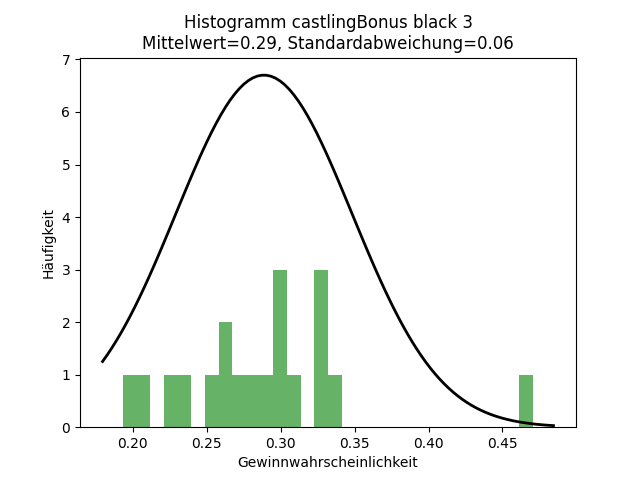 Histogramm castlingBonus black 3
Mittelwert=0.29, Standardabweichung=0.06
7
6
5
4
3
2
1
0
Häufigkeit
0.20 0.25 0.30 0.35 0.40 0.45
Gewinnwahrscheinlichkeit